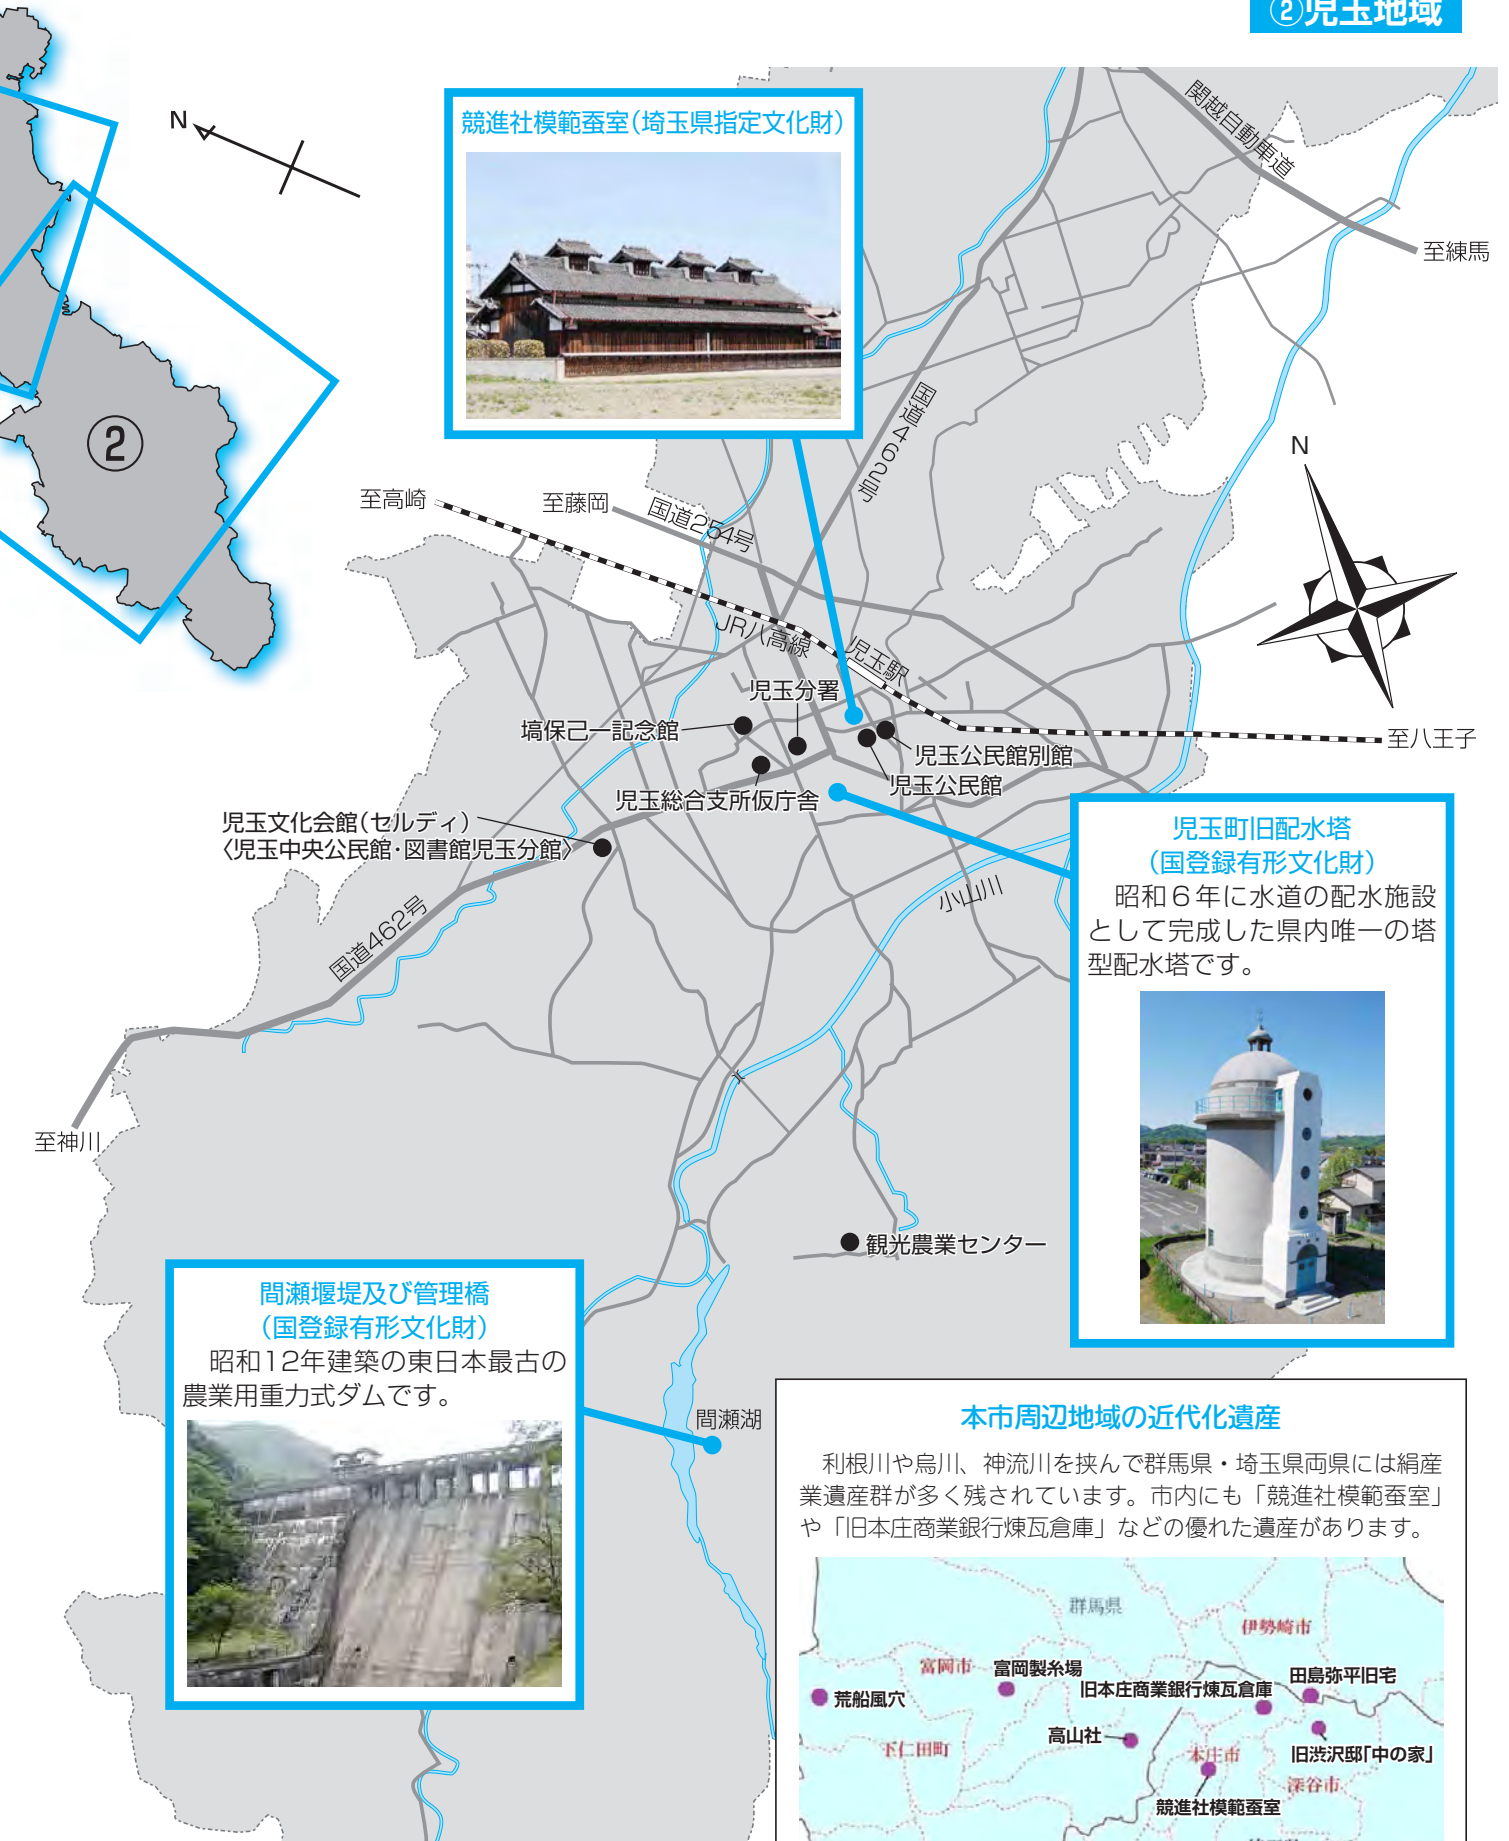 ②児玉地域
N
競進社模範蚕室(埼玉県指定文化財)
関越自動車道
至練馬
②
国道462号
N
至高崎
至藤岡
国道254号
JR八高線
児玉駅
児玉分署
塙保己一記念館
至八王子
児玉公民館別館
児玉公民館
児玉総合支所仮庁舎
児玉文化会館(セルディ)
〈児玉中央公民館・図書館児玉分館〉
児玉町旧配水塔
(国登録有形文化財)
昭和6年に水道の配水施設
として完成した県内唯一の塔
型配水塔です。
小山川
国道462号
至神川
観光農業センター
間瀬堰堤及び管理橋
(国登録有形文化財)
昭和12年建築の東日本最古の
農業用重力式ダムです。
間瀬湖
本市周辺地域の近代化遺産
利根川や烏川、神流川を挟んで群馬県・埼玉県両県には絹産
業遺産群が多く残されています。市内にも「競進社模範蚕室」
や「旧本庄商業銀行煉瓦倉庫」などの優れた遺産があります。
群馬県
伊勢崎市
富岡市
富岡製糸場
田島弥平旧宅
旧本庄商業銀行煉瓦倉庫
荒船風穴
高山社
下仁田町
本庄市
旧渋沢邸「中の家」
深谷市
競進社模範蚕室